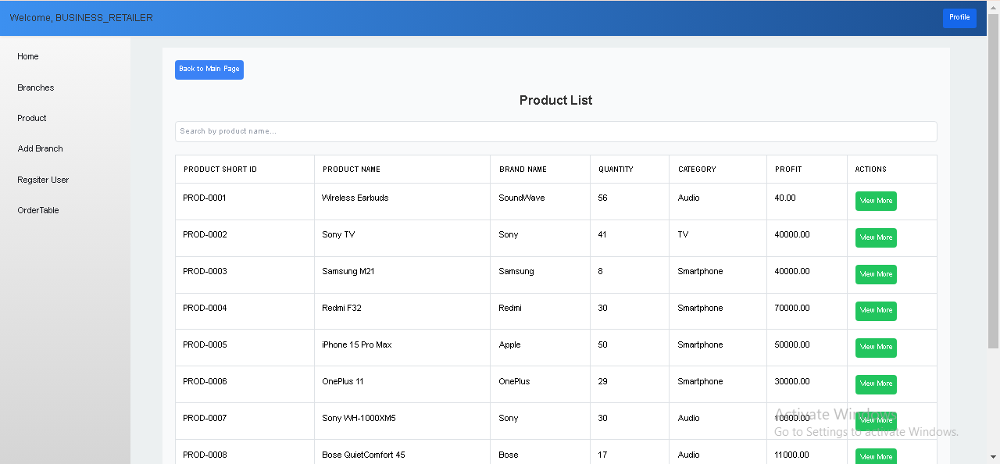 Welcome, BUSINESS_RETAILER
Profile
Home
Branches
Product
Add Branch
Regsiter User
OrderTable
Back to Main Page
Product List
Search by product name...
PRODUCT SHORT ID PRODUCT NAME BRAND NAME QUANTITY CATEGORY PROFIT ACTIONS
PROD-0001 Wireless Earbuds SoundWave 56 Audio 40.00 View More
PROD-0002 Sony TV Sony 41 TV 40000.00 View More
PROD-0003 Samsung M21 Samsung 8 Smartphone 40000.00 View More
PROD-0004 Redmi F32 Redmi 30 Smartphone 70000.00 View More
PROD-0005 iPhone 15 Pro Max Apple 50 Smartphone 50000.00 View More
PROD-0006 OnePlus 11 OnePlus 29 Smartphone 30000.00 View More
PROD-0007 Sony WH-1000XM5 Sony 30 Audio 10000.00 View More
PROD-0008 Bose QuietComfort 45 Bose 17 Audio 11000.00 View More
Activate Windows
Go to Settings to activate Windows.